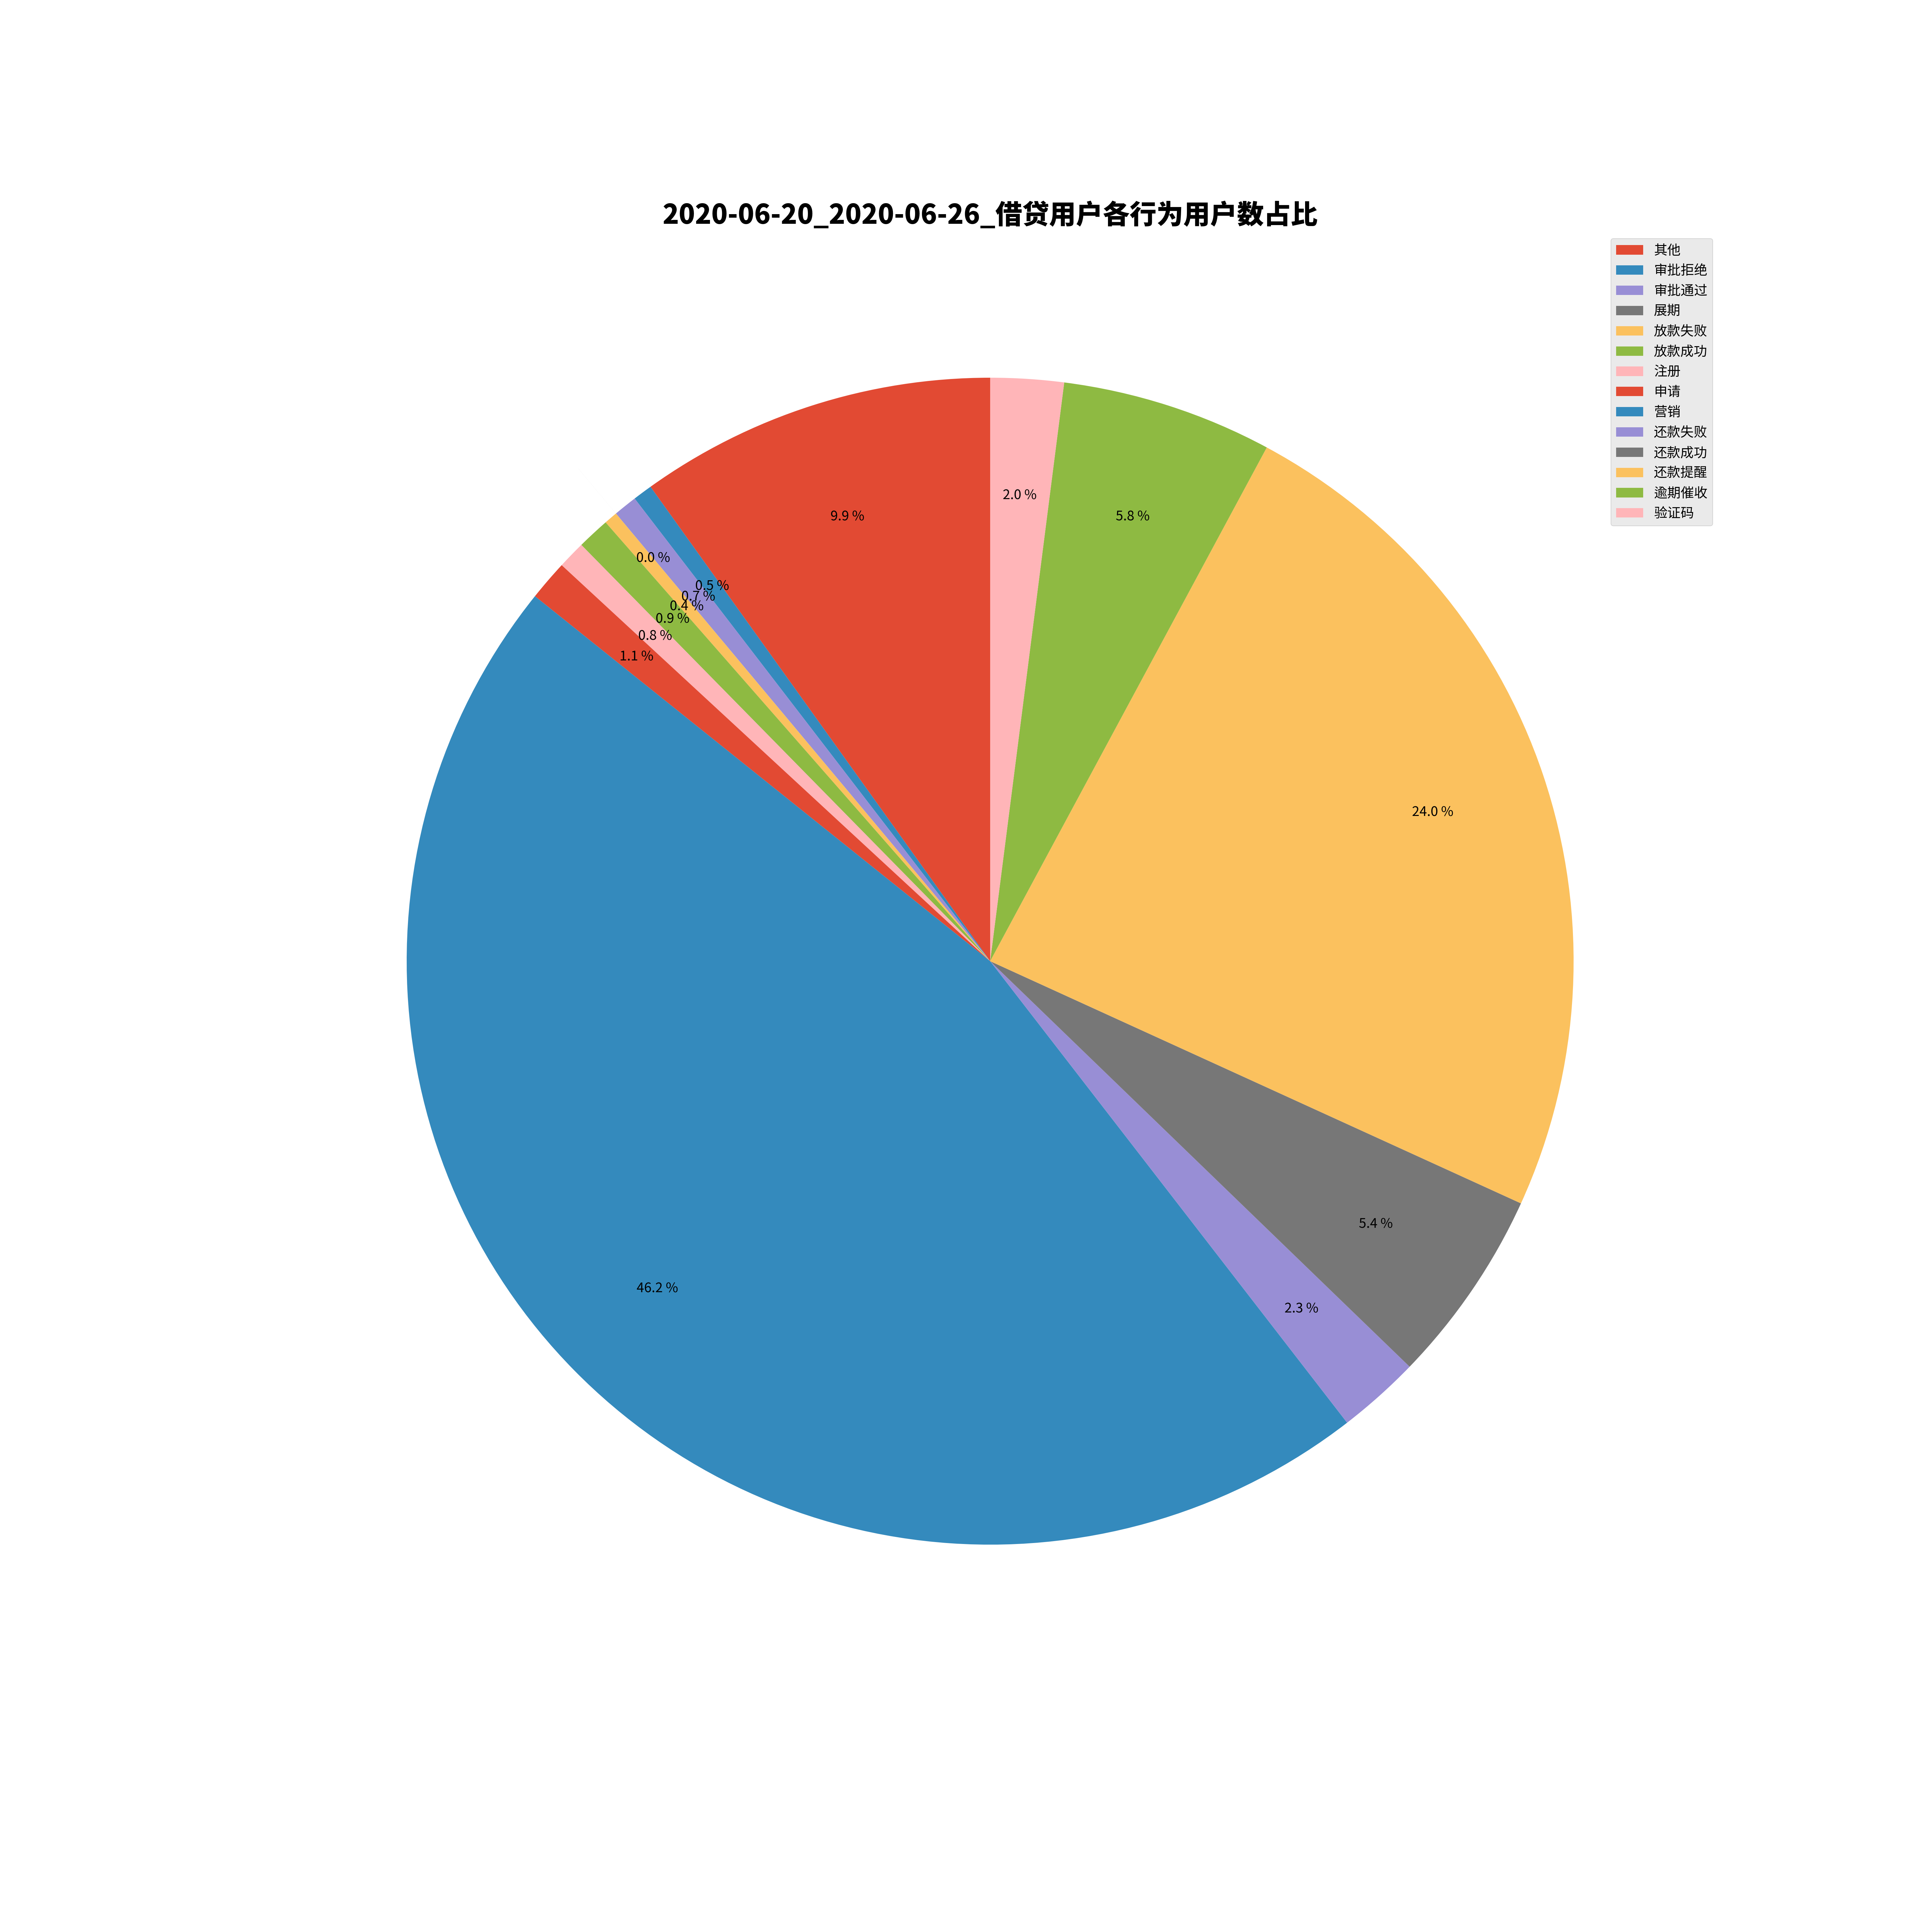 2020-06-20_2020-06-26_借贷用户各行为用户数占比
其他
审批拒绝
审批通过
展期
放款失败
放款成功
注册
申请
营销
还款失败
还款成功
还款提醒
逾期催收
验证码
2.0 %
5.8 %
9.9 %
0.0 %
0.5 %
0.7 %
0.4 %
0.9 %
0.8 %
1.1 %
24.0 %
5.4 %
46.2 %
2.3 %